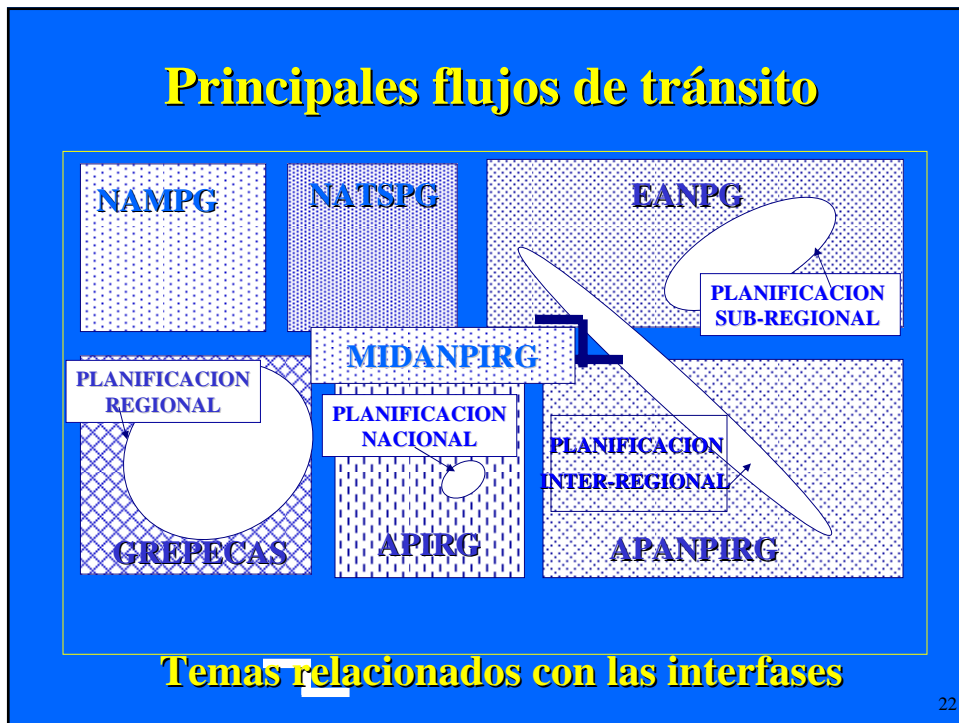 Principales flujos de tránsito
NAMPG
NATSPG
EANPG
PLANIFICACION
SUB-REGIONAL
MIDANPIRG
PLANIFICACION
REGIONAL
PLANIFICACION
NACIONAL
PLANIFICACION
INTER-REGIONAL
GREPECAS
APIRG
APANPIRG
Temas relacionados con las interfases
22